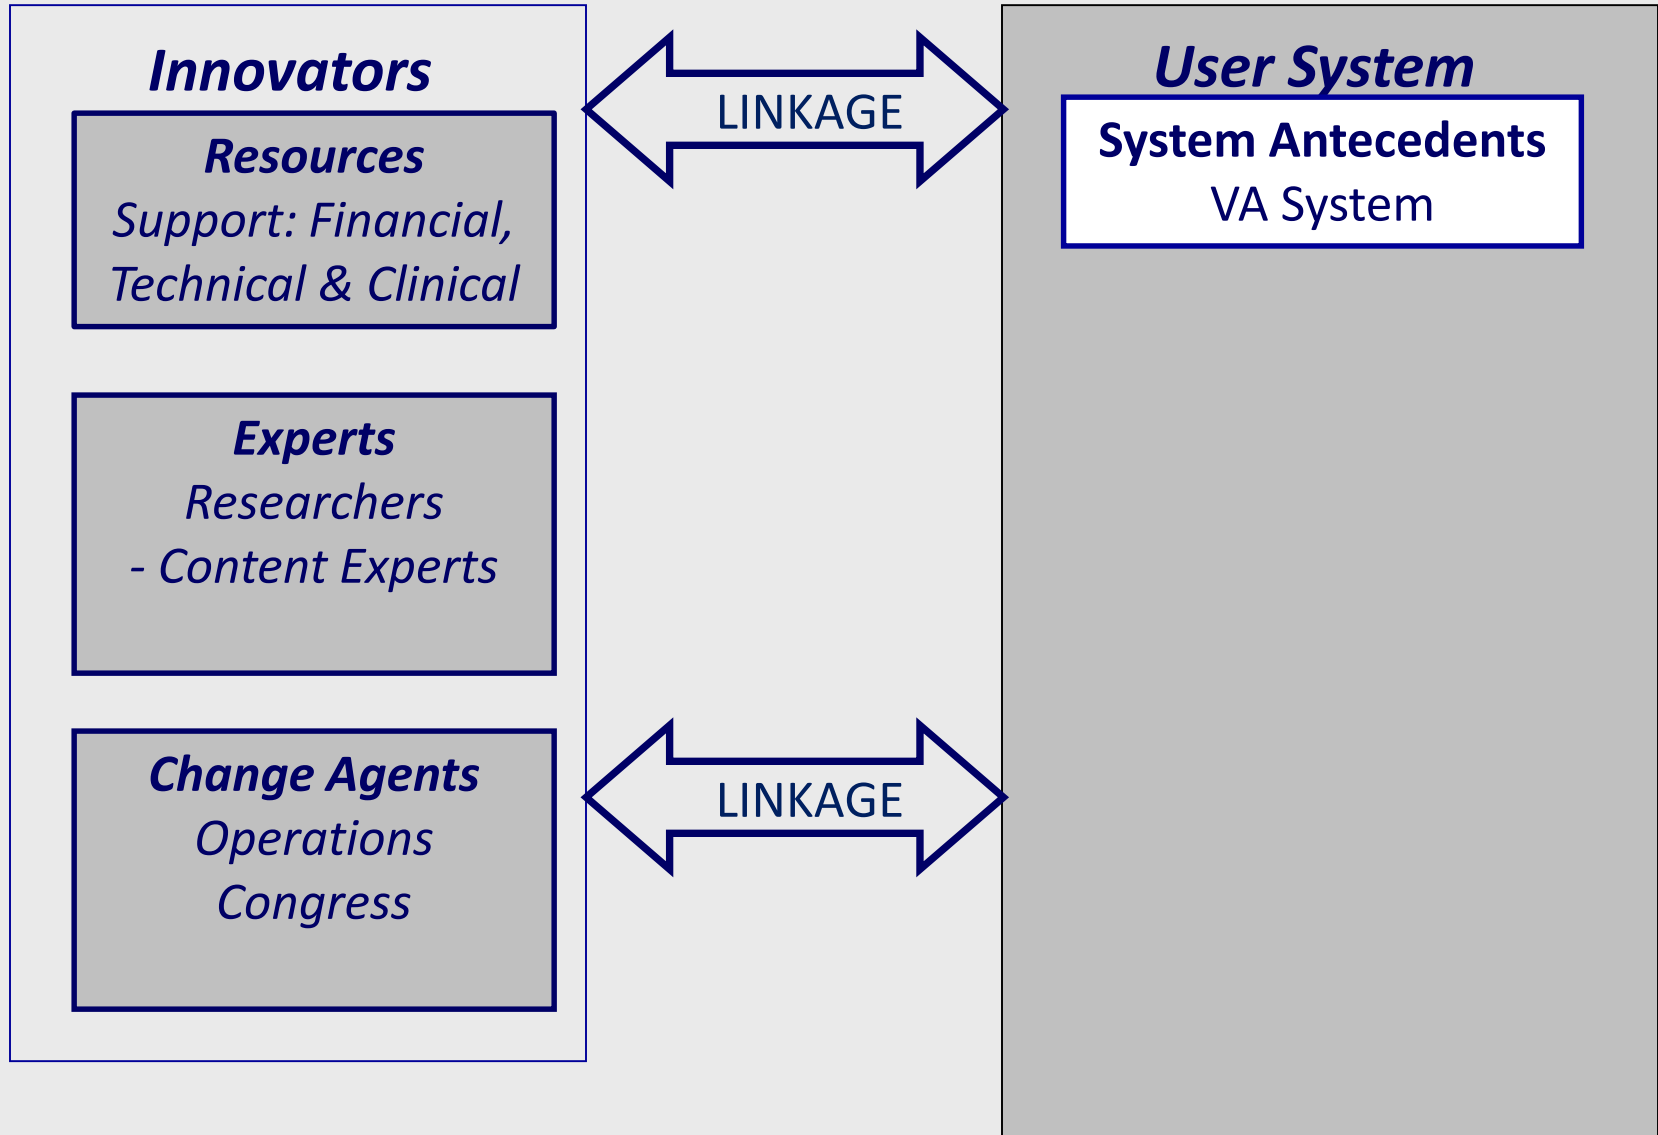 Innovators
Resources
Support: Financial,
Technical & Clinical
Experts
Researchers
- Content Experts
Change Agents
Operations
Congress
LINKAGE
LINKAGE
User System
System Antecedents
VA System